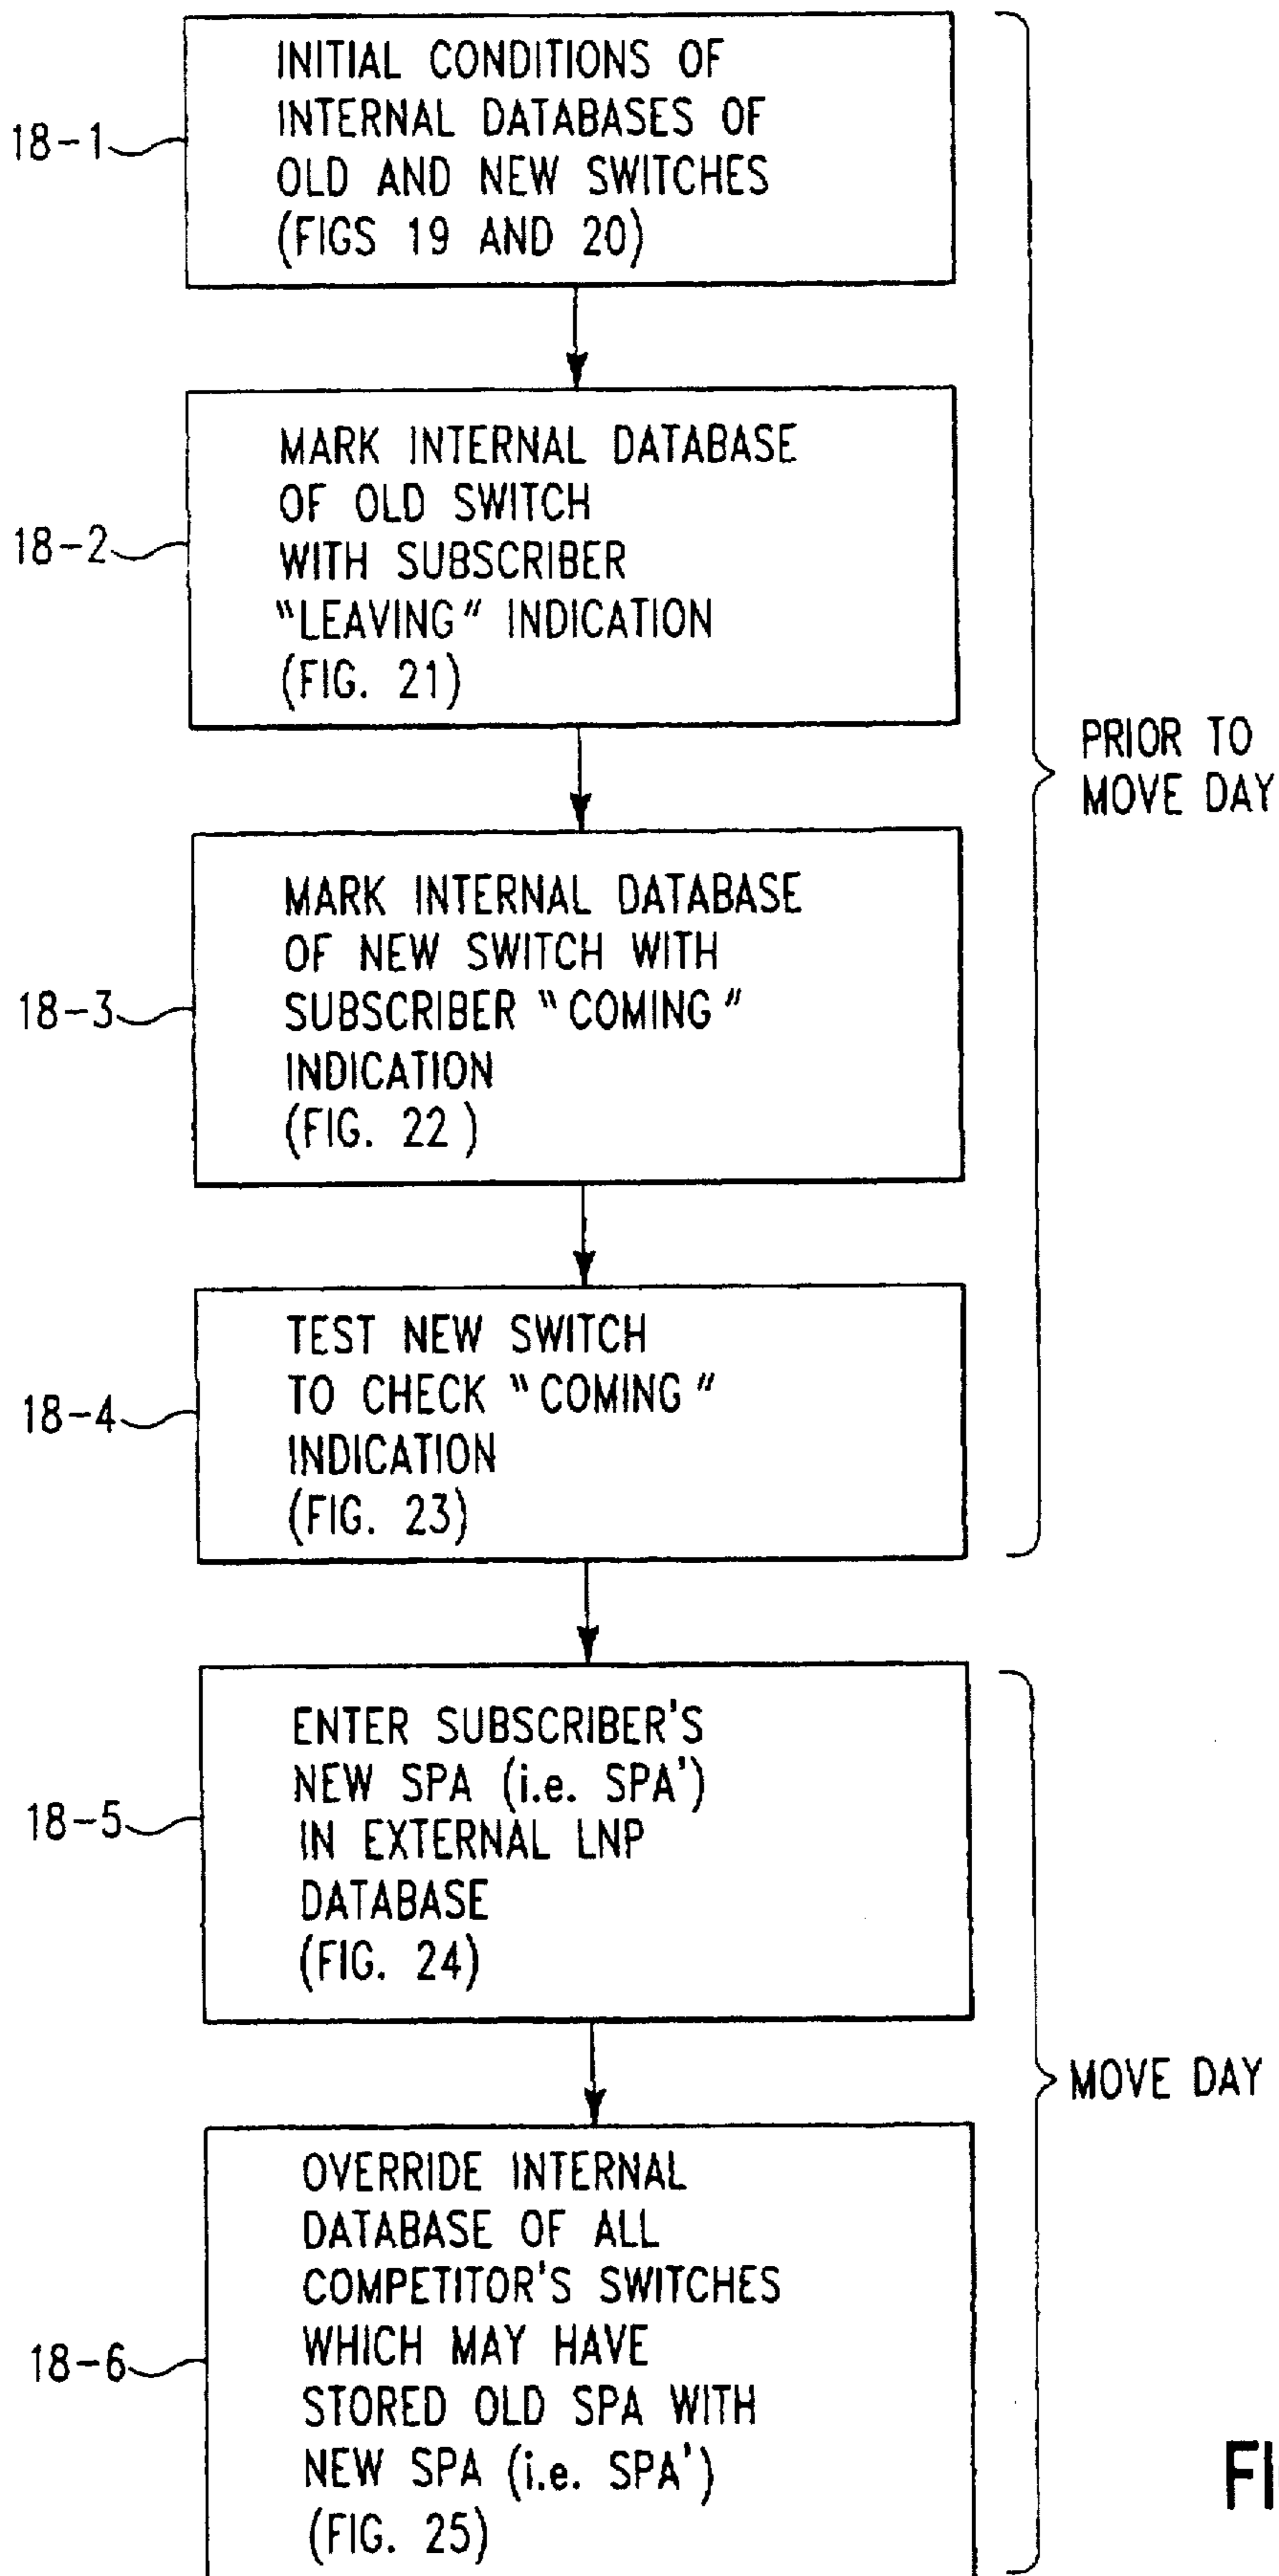 18-1
INITIAL CONDITIONS OF
INTERNAL DATABASES OF
OLD AND NEW SWITCHES
(FIGS 19 AND 20)
18-2
MARK INTERNAL DATABASE
OF OLD SWITCH
WITH SUBSCRIBER
"LEAVING" INDICATION
(FIG. 21)
PRIOR TO
MOVE DAY
18-3
MARK INTERNAL DATABASE
OF NEW SWITCH WITH
SUBSCRIBER "COMING"
INDICATION
(FIG. 22)
18-4
TEST NEW SWITCH
TO CHECK "COMING"
INDICATION
(FIG. 23)
18-5
ENTER SUBSCRIBER'S
NEW SPA (i.e. SPA')
IN EXTERNAL LNP
DATABASE
(FIG. 24)
MOVE DAY
18-6
OVERRIDE INTERNAL
DATABASE OF ALL
COMPETITOR'S SWITCHES
WHICH MAY HAVE
STORED OLD SPA WITH
NEW SPA (i.e. SPA')
(FIG. 25)